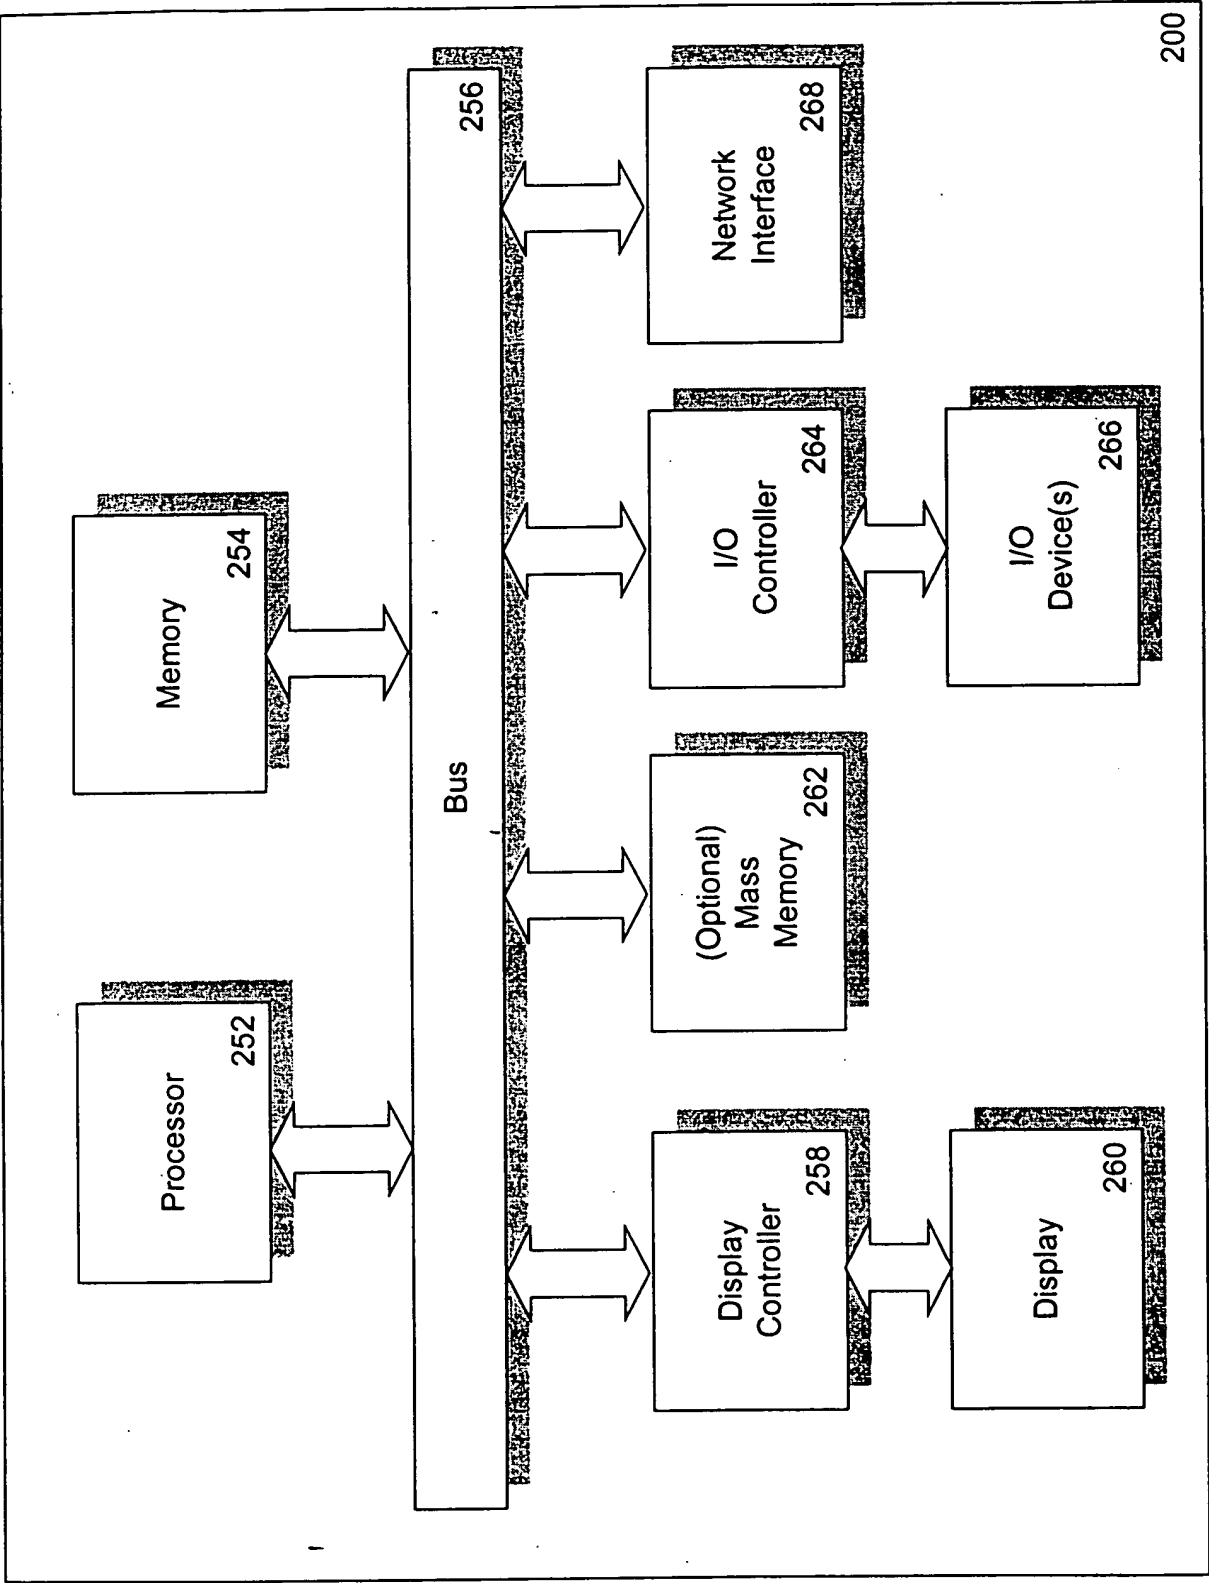 Processor
252
Memory
254
Bus
256
Display
Controller
258
(Optional)
Mass
Memory
262
I/O
Controller
264
Network
Interface
268
Display
260
I/O
Device(s)
266
200